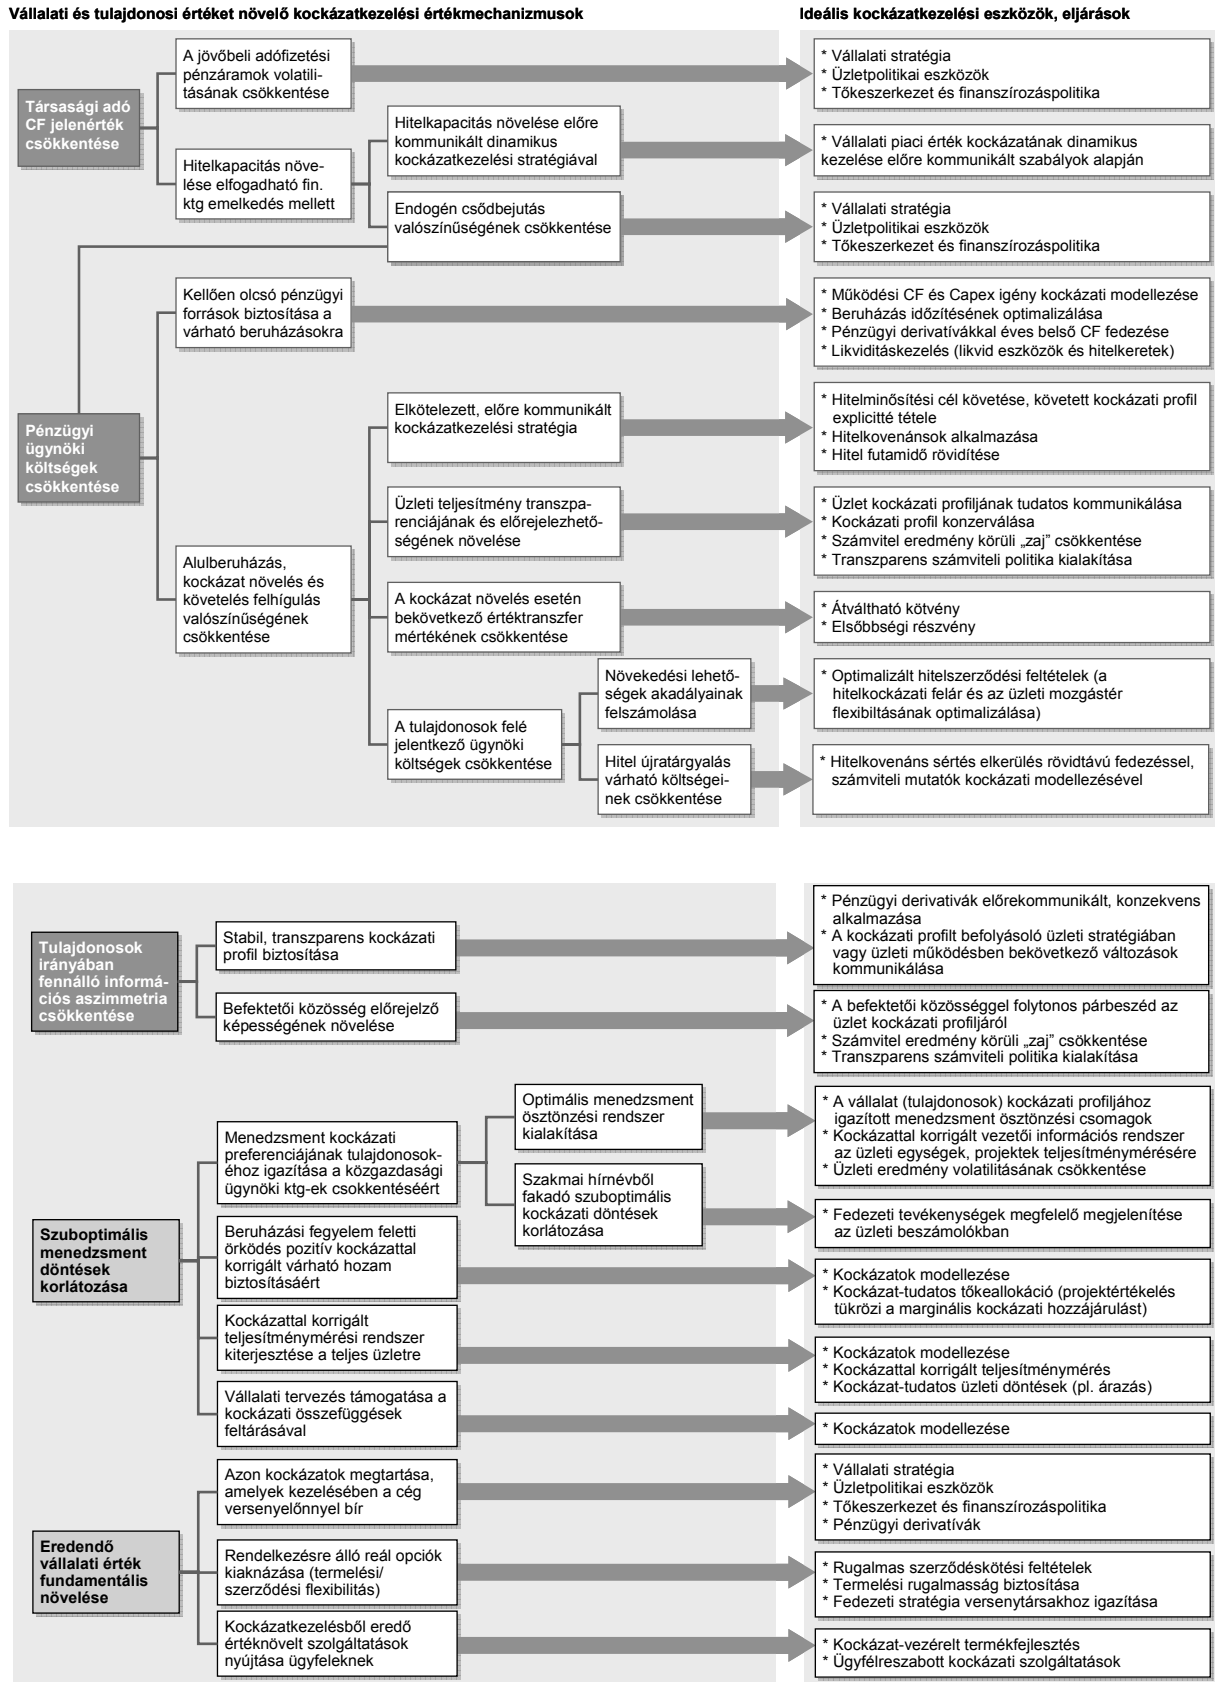 Vállalati és tulajdonosi értéket növelő kockázatkezelési értékmechanizmusok
Ideális kockázatkezelési eszközök, eljárások
Társasági adó
CF jelenérték
csökkentése
A jövőbeli adófizetési
pénzáramok volatili-
tásának csökkentése
* Vállalati stratégia
* Üzletpolitikai eszközök
* Tőkeszerkezet és finanszírozáspolitika
Hitelkapacitás növe-
lése elfogadható fin.
ktg emelkedés mellett
Hitelkapacitás növelése előre
kommunikált dinamikus
kockázatkezelési stratégiával
* Vállalati piaci érték kockázatának dinamikus
kezelése előre kommunikált szabályok alapján
Endogén csődbejutás
valószínűségének csökkentése
* Vállalati stratégia
* Üzletpolitikai eszközök
* Tőkeszerkezet és finanszírozáspolitika
Pénzügyi
ügynöki
költségek
csökkentése
Kellően olcsó pénzügyi
források biztosítása a
várható beruházásokra
* Működési CF és Capex igény kockázati modellezése
* Beruházás időzítésének optimalizálása
* Pénzügyi derivatívákkal éves belső CF fedezése
* Likviditáskezelés (likvid eszközök és hitelkeretek)
Alulberuházás,
kockázat növelés és
követelés felhígulás
valószínűségének
csökkentése
Elkötelezett, előre kommunikált
kockázatkezelési stratégia
* Hitelminősítési cél követése, követett kockázati profil
explicitté tétele
* Hitelkovenánsok alkalmazása
* Hitel futamidő rövidítése
Üzleti teljesítmény transzpa-
renciájának és előrejelezhető-
ségének növelése
* Üzlet kockázati profiljának tudatos kommunikálása
* Kockázati profil konzerválása
* Számvitel eredmény körüli „zaj” csökkentése
* Transzparens számviteli politika kialakítása
A kockázat növelés esetén
bekövetkező értéktranszfer
mértékének csökkentése
* Átváltható kötvény
* Elsőbbségi részvény
A tulajdonosok felé
jelentkező ügynöki
költségek csökkentése
Növekedési lehető-
ségek akadályainak
felszámolása
* Optimalizált hitelszerződési feltételek (a
hitelkockázati felár és az üzleti mozgástér
flexibiltásának optimalizálása)
Hitel újratárgyalás
várható költségei-
nek csökkentése
* Hitelkovenáns sértés elkerülés rövidtávú fedezéssel,
számviteli mutatók kockázati modellezésével
Tulajdonosok
irányában
fennálló informá-
ciós aszimmetria
csökkentése
Stabil, transzparens kockázati
profil biztosítása
* Pénzügyi derivativák előrekommunikált, konzekvens
alkalmazása
* A kockázati profilt befolyásoló üzleti stratégiában
vagy üzleti működésben bekövetkező változások
kommunikálása
Befektetői közösség előrejelző
képességének növelése
* A befektetői közösséggel folytonos párbeszéd az
üzlet kockázati profiljáról
* Számvitel eredmény körüli „zaj” csökkentése
* Transzparens számviteli politika kialakítása
Szuboptimális
menedzsment
döntések
korlátozása
Menedzsment kockázati
preferenciájának tulajdonosok-
éhoz igazítása a közgazdasági
ügynöki ktg-ek csokkentéséért
Optimális menedzsment
ösztönzési rendszer
kialakítása
* A vállalat (tulajdonosok) kockázati profiljához
igazított menedzsment ösztönzési csomagok
* Kockázattal korrigált vezetői információs rendszer
az üzleti egységek, projektek teljesítménymérésére
* Üzleti eredmény volatilitásának csökkentése
Szakmai hírnévből
fakadó szuboptimális
kockázati döntések
korlátozása
* Fedezeti tevékenységek megfelelő megjelenítése
az üzleti beszámolókban
Beruházási fegyelem feletti
örködés pozitív kockázattal
korrigált várható hozam
biztosításáért
* Kockázatok modellezése
* Kockázat-tudatos tőkeallokáció (projektértékelés
tükrözi a marginális kockázati hozzájárulást)
Kockázattal korrigált
teljesítménymérési rendszer
kiterjesztése a teljes üzletre
* Kockázatok modellezése
* Kockázattal korrigált teljesítménymérés
* Kockázat-tudatos üzleti döntések (pl. árazás)
Vállalati tervezés támogatása a
kockázati összefüggések
feltárásával
* Kockázatok modellezése
Eredendő
vállalati érték
fundamentális
növelése
Azon kockázatok megtartása,
amelyek kezelésében a cég
versenyelőnnyel bír
* Vállalati stratégia
* Üzletpolitikai eszközök
* Tőkeszerkezet és finanszírozáspolitika
* Pénzügyi derivatívák
Rendelkezésre álló reál opciók
kiaknázása (termelési/
szerződési flexibilitás)
* Rugalmas szerződéskötési feltételek
* Termelési rugalmasság biztosítása
* Fedezeti stratégia versenytársakhoz igazítása
Kockázatkezelésből eredő
értéknövelt szolgáltatások
nyújtása ügyfeleknek
* Kockázat-vezérelt termékfejlesztés
* Ügyfélreszabott kockázati szolgáltatások